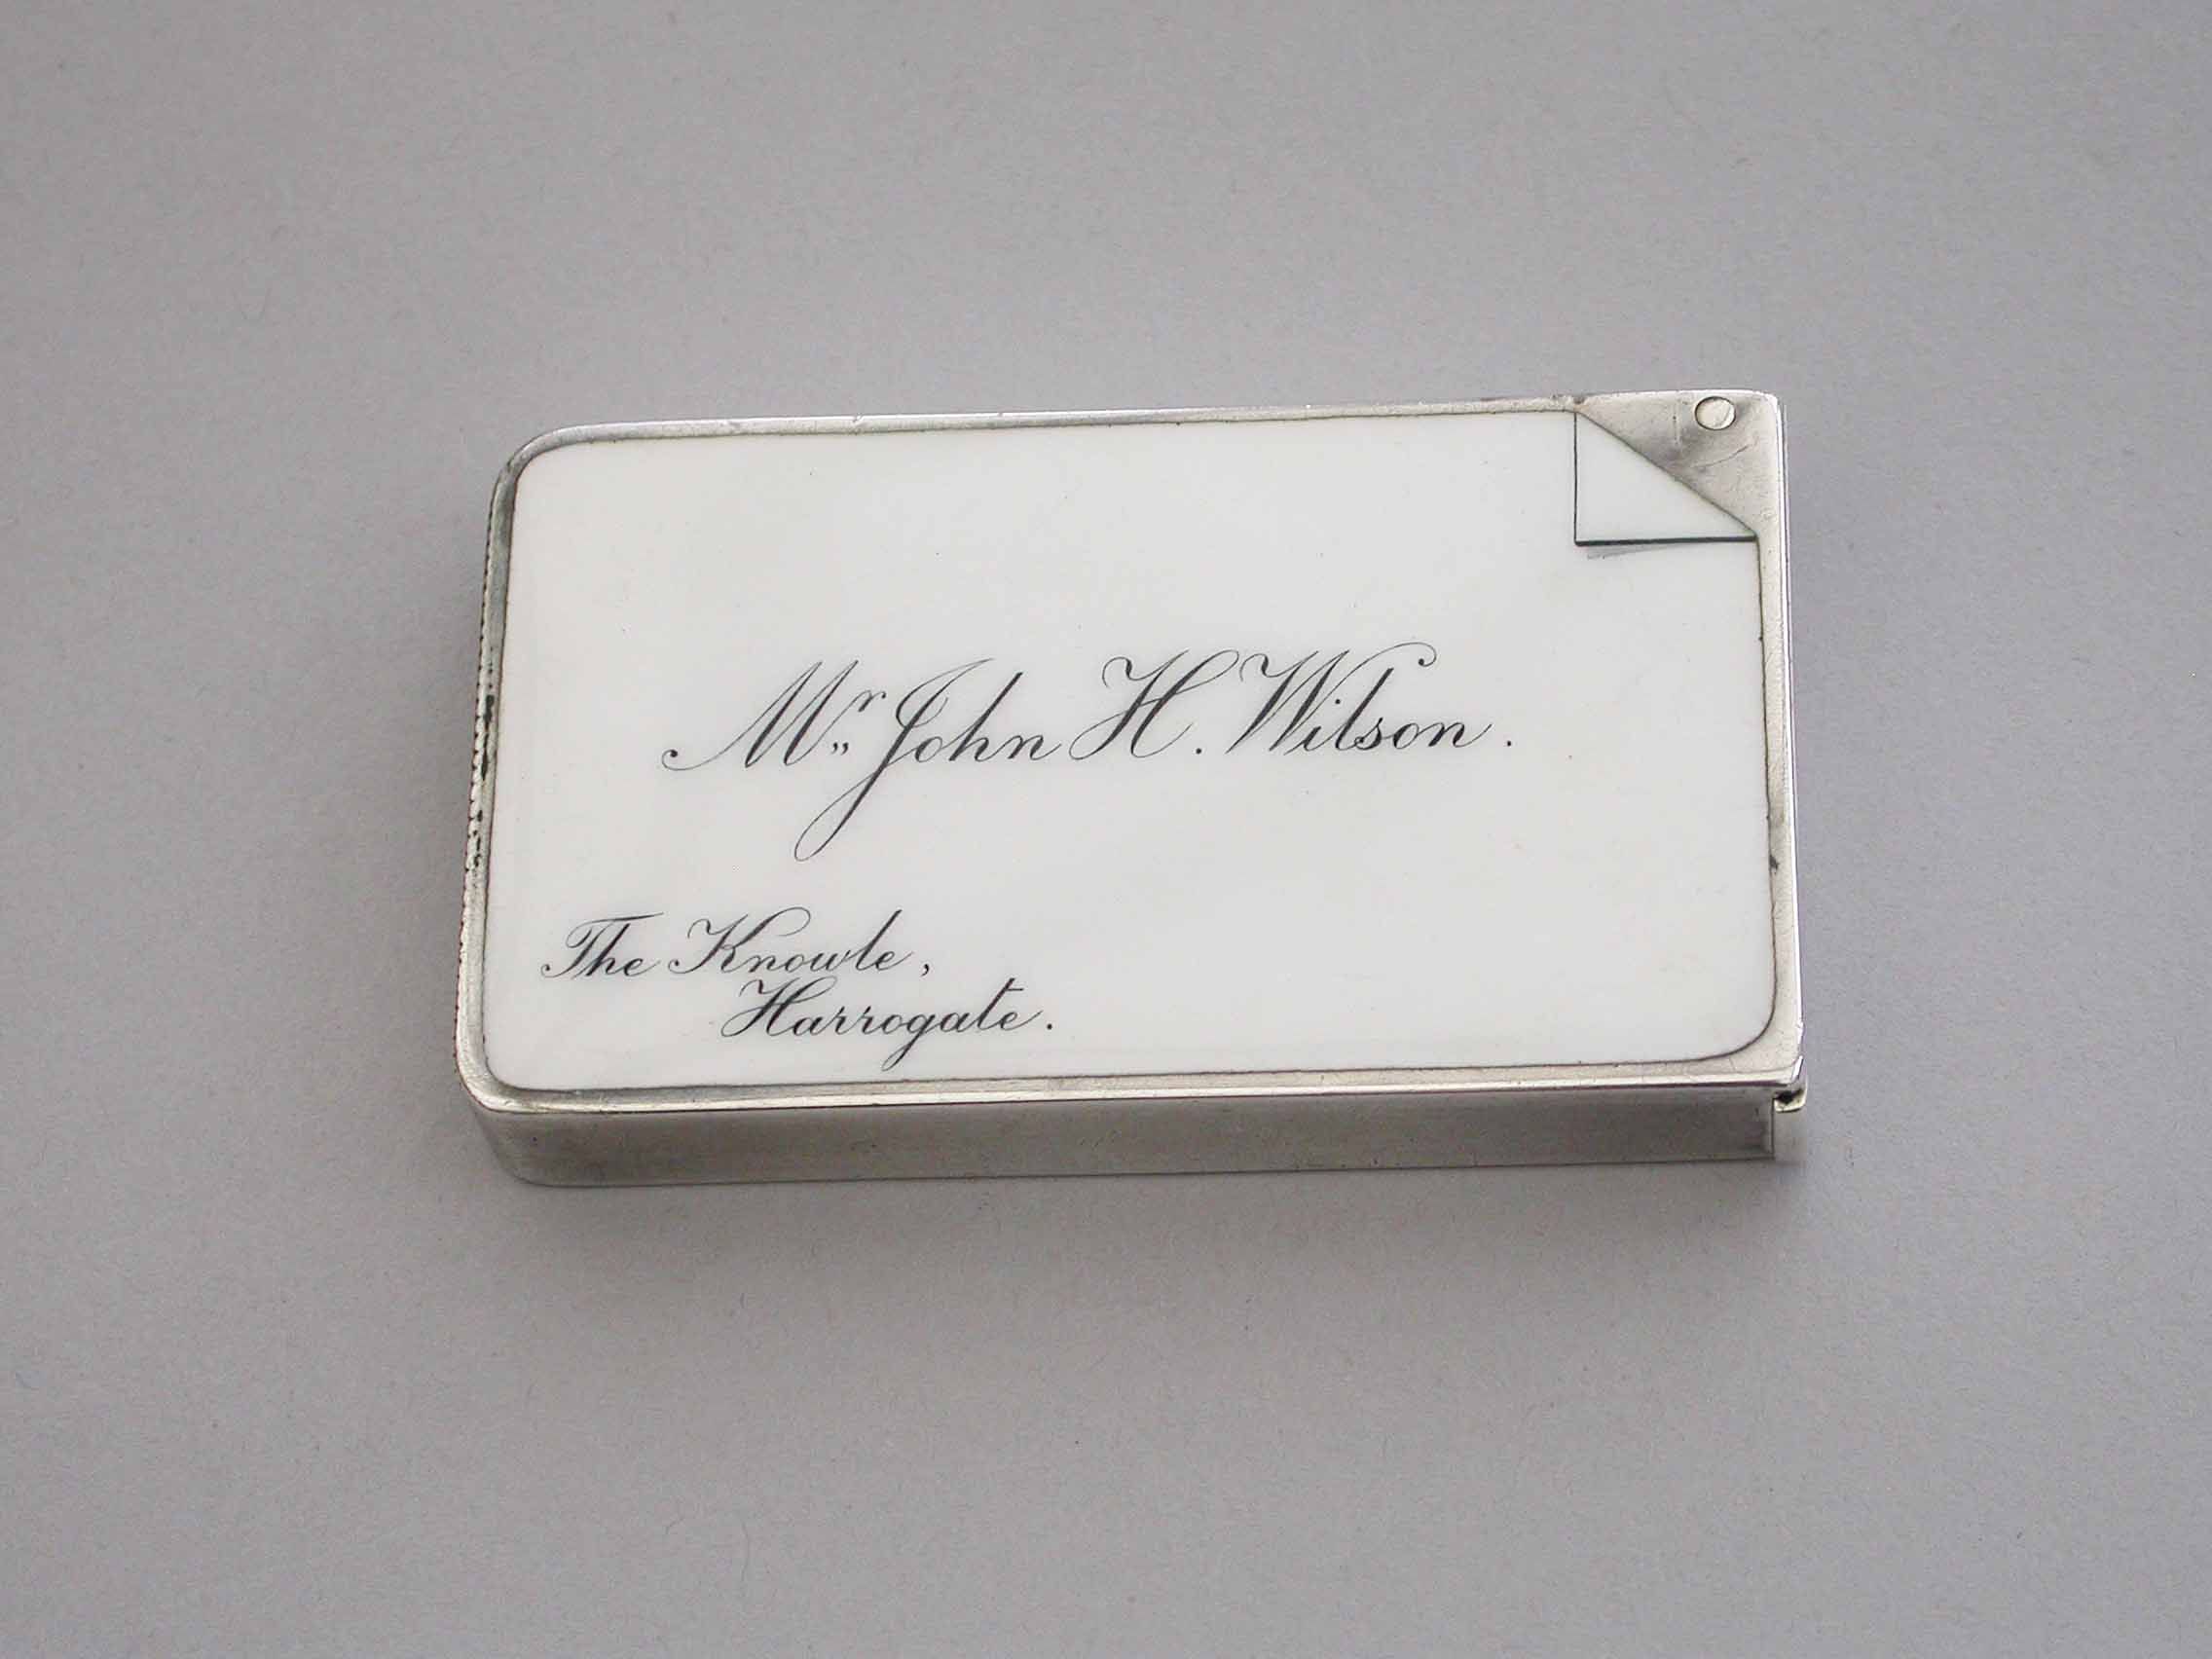 Mr„ John H. Wilson.
The Knowle,
Harrogate.